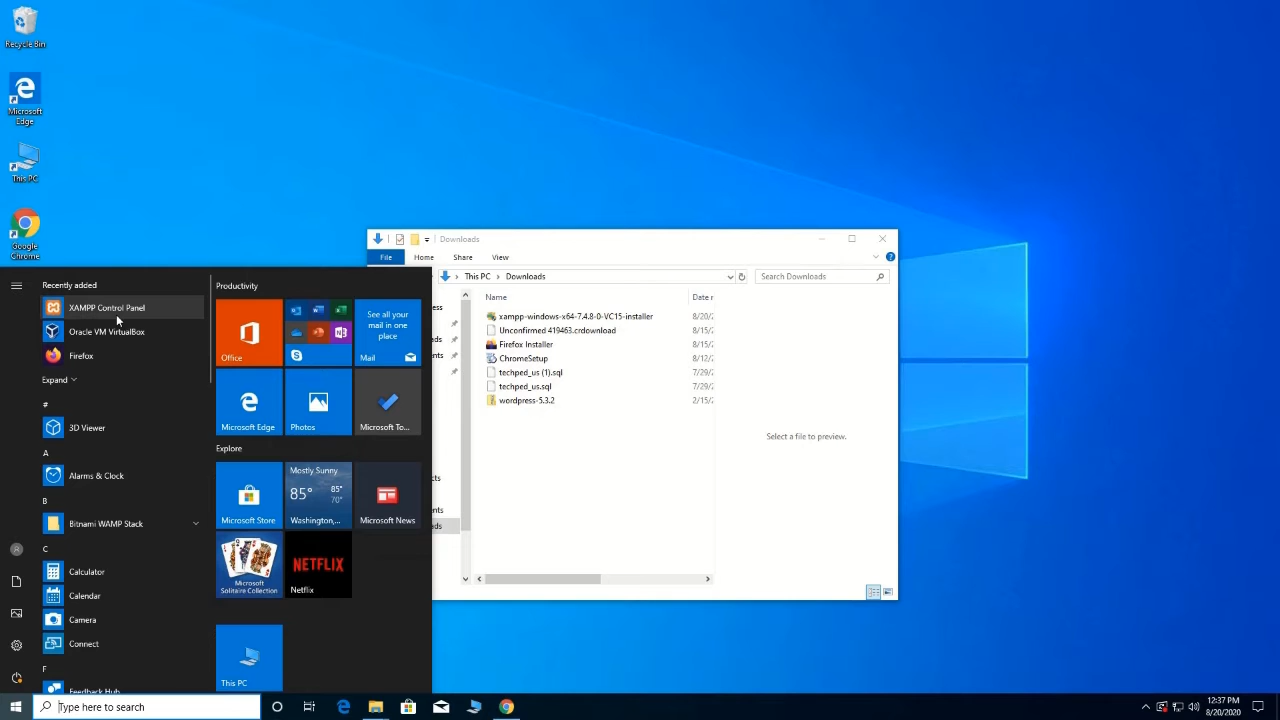 Recycle Bin
Microsoft
Edge
This PC
Google
Chrome
Downloads
File
Home
Share
View
This PC
Downloads
Search Downloads
Name
xampp-windows-x64-7.4.8-0-VC15-installer
8/20/2
Unconfirmed 419463.crdownload
8/15/2
Firefox Installer
8/15/2
ChromeSetup
8/12/2
techped_us (1).sql
7/29/2
techped_us.sql
7/29/2
wordpress-5.3.2
2/15/2
Select a file to preview.
Recently added
XAMPP Control Panel
Oracle VM VirtualBox
Firefox
Expand
#
3D Viewer
A
Alarms & Clock
B
Bitnami WAMP Stack
C
Calculator
Calendar
Camera
Connect
F
Feedback Hub
Productivity
Office
See all your
mail in one
place
Mail
Microsoft Edge
Photos
Microsoft To...
Explore
Microsoft Store
Mostly Sunny
85°
85°
70°
Washington,...
Microsoft News
Microsoft
Solitaire Collection
NETFLIX
Netflix
This PC
Type here to search
12:37 PM
8/20/2020